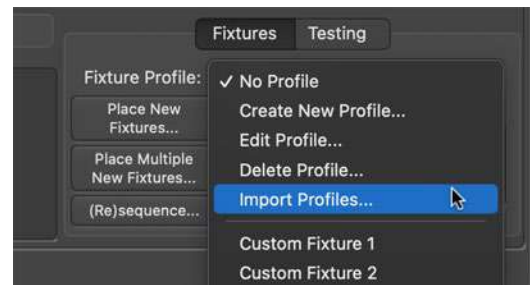 Fixtures Testing
Fixture Profile:
✓ No Profile
Place New
Fixtures...
Create New Profile...
Edit Profile...
Place Multiple
New Fixtures...
Delete Profile...
Import Profiles...
(Re)sequence...
Custom Fixture 1
Custom Fixture 2